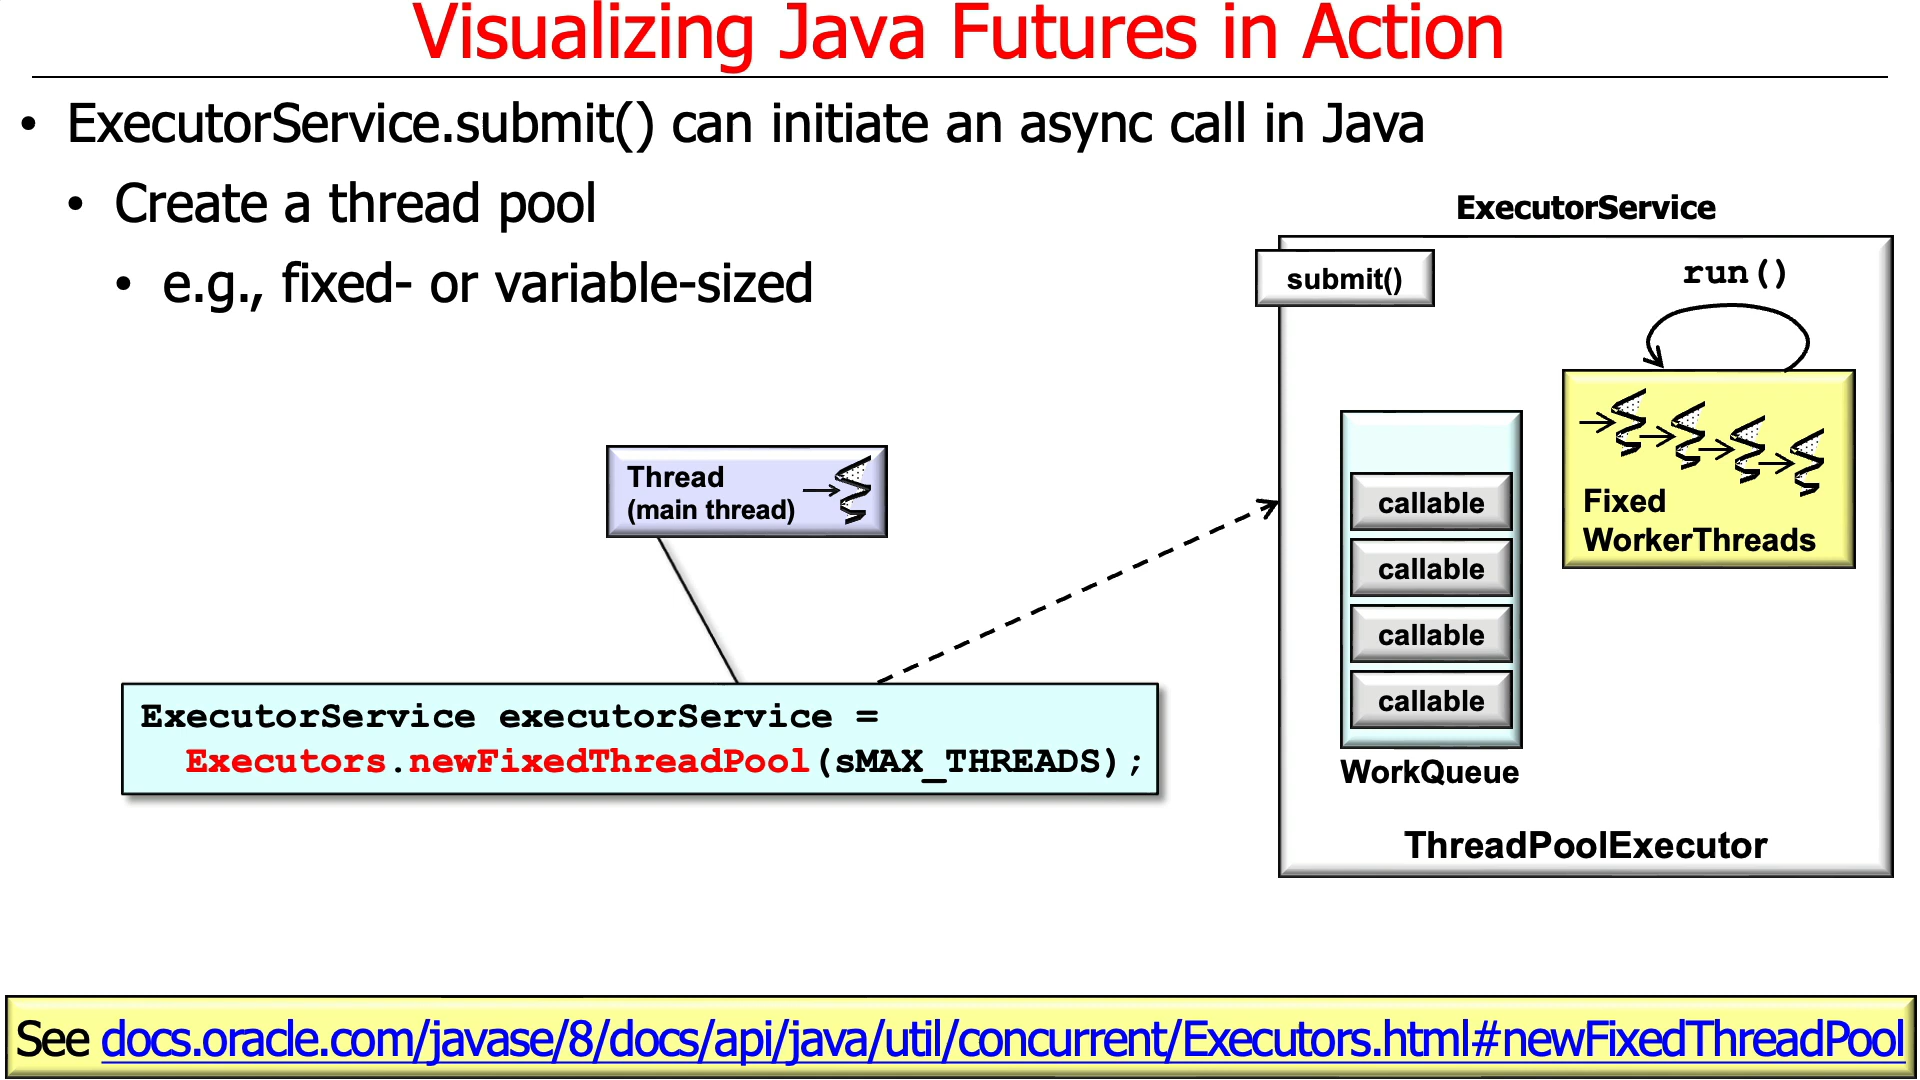 Visualizing Java Futures in Action
• ExecutorService.submit() can initiate an async call in Java
• Create a thread pool
• e.g., fixed- or variable-sized
ExecutorService
submit()
run()
Thread
(main thread)
Fixed
WorkerThreads
callable
callable
callable
callable
WorkQueue
ThreadPoolExecutor
ExecutorService executorService =
Executors.newFixedThreadPool(sMAX_THREADS);
See docs.oracle.com/javase/8/docs/api/java/util/concurrent/Executors.html#newFixedThreadPool